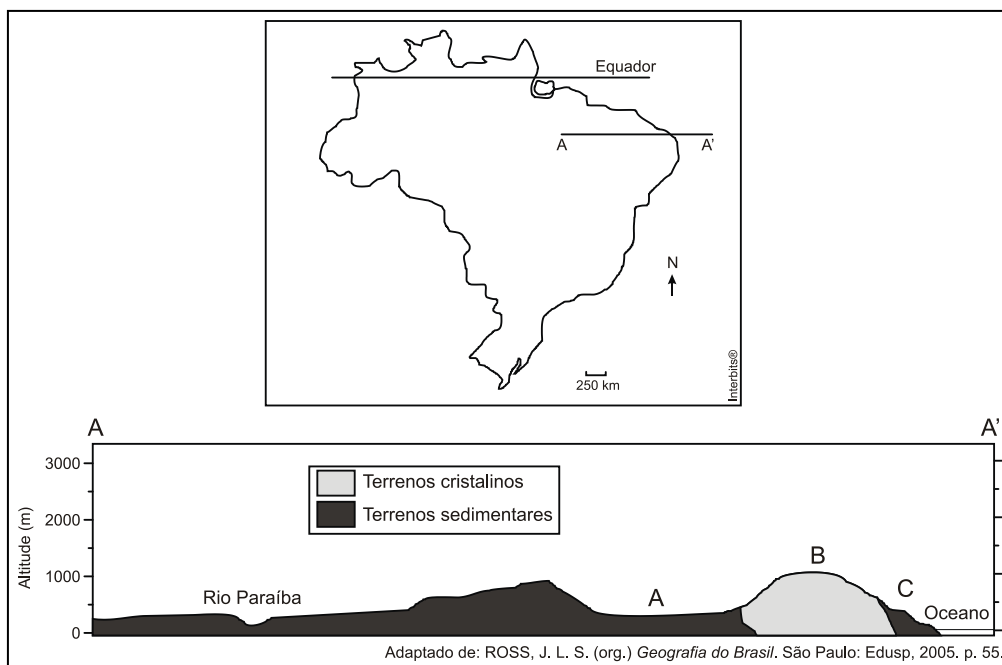 Equador
A A'
N
250 km
Interbits®
A A'
3000
2000
1000
0
Altitude (m)
Terrenos cristalinos
Terrenos sedimentares
Rio Paraíba
A
B
C
Oceano
Adaptado de: ROSS, J. L. S. (org.) Geografia do Brasil. São Paulo: Edusp, 2005. p. 55.